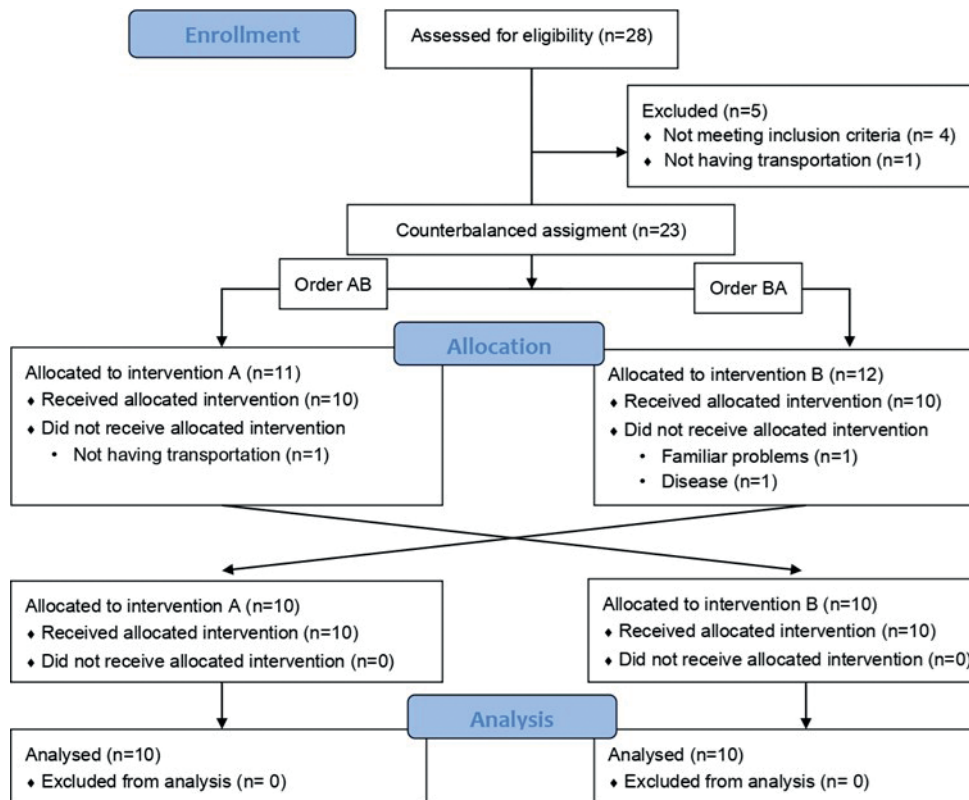 Enrollment
Assessed for eligibility (n=28)
Excluded (n=5)
♦ Not meeting inclusion criteria (n= 4)
♦ Not having transportation (n=1)
Counterbalanced assigment (n=23)
Order AB
Order BA
Allocation
Allocated to intervention A (n=11)
♦ Received allocated intervention (n=10)
♦ Did not receive allocated intervention
• Not having transportation (n=1)
Allocated to intervention B (n=12)
♦ Received allocated intervention (n=10)
♦ Did not receive allocated intervention
• Familiar problems (n=1)
• Disease (n=1)
Allocated to intervention A (n=10)
♦ Received allocated intervention (n=10)
♦ Did not receive allocated intervention (n=0)
Allocated to intervention B (n=10)
♦ Received allocated intervention (n=10)
♦ Did not receive allocated intervention (n=0)
Analysis
Analysed (n=10)
♦ Excluded from analysis (n= 0)
Analysed (n=10)
♦ Excluded from analysis (n= 0)